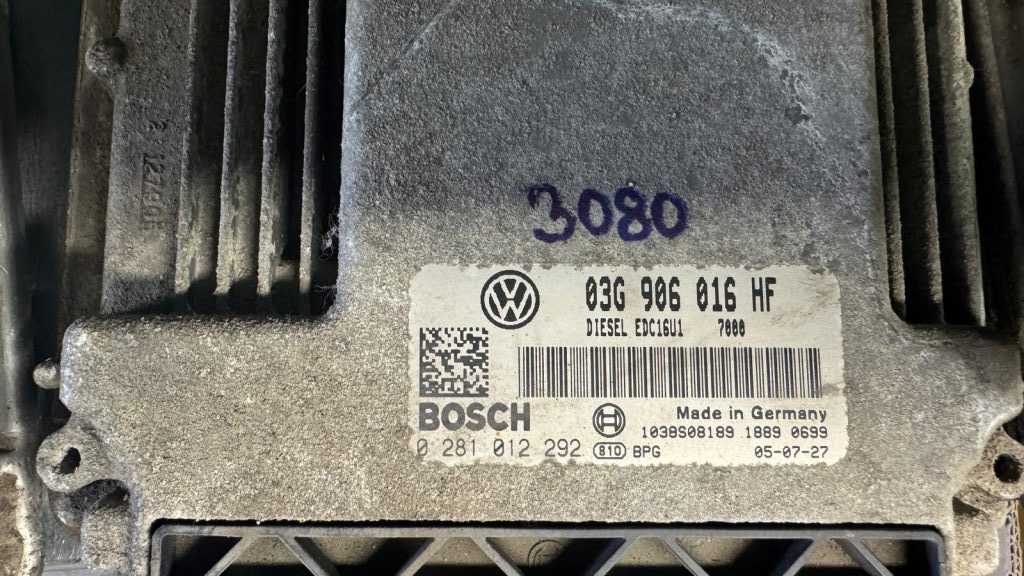 3080
03G 906 016 HF
DIESEL EDC16U1 7000
BOSCH
Made in Germany
1038S08189 1889 0699
0 281 012 292 810 BPG 05-07-27